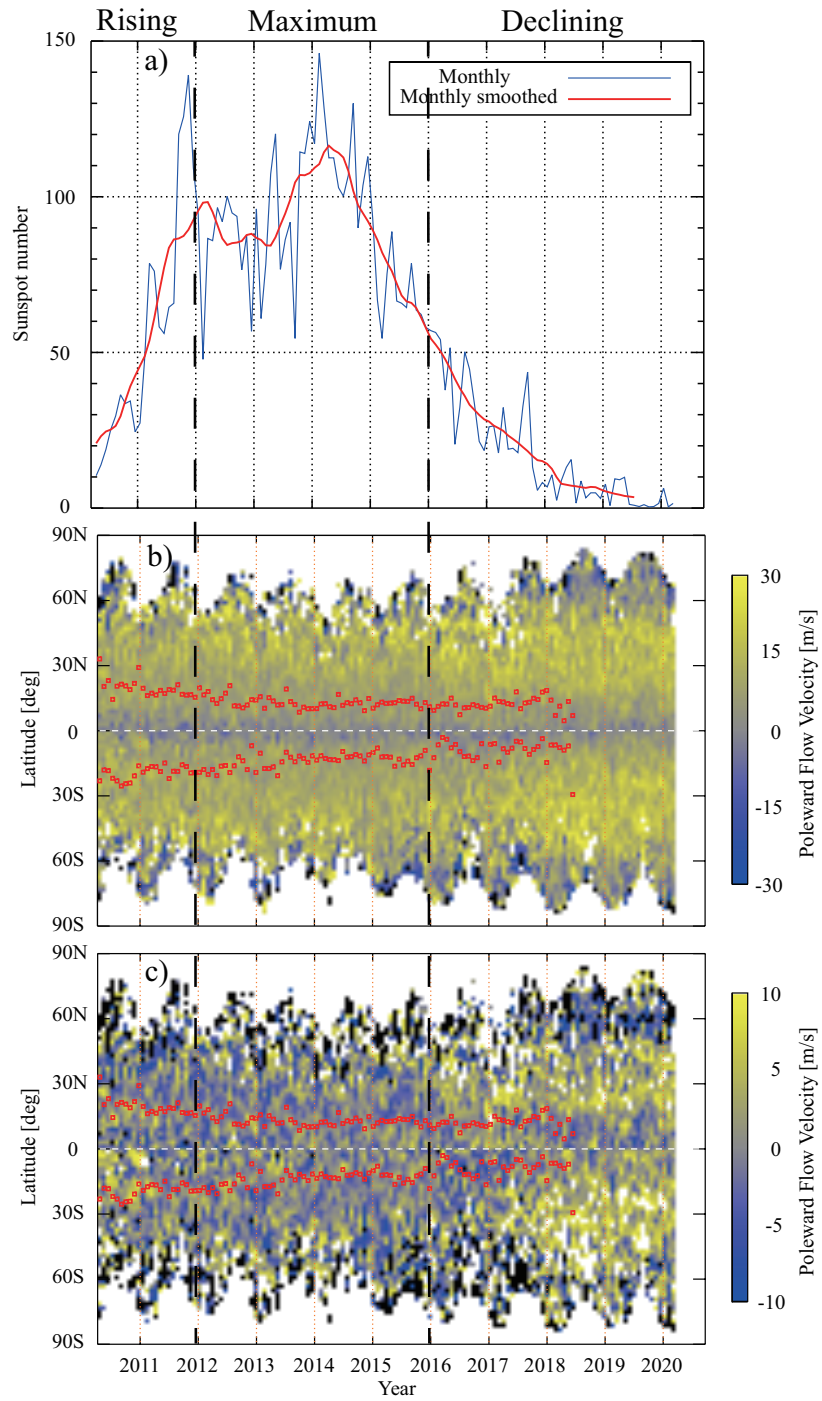 Rising Maximum Declining
a)
150
100
50
0
Sunspot number
Monthly
Monthly smoothed
b)
90N
60N
30N
0
30S
60S
90S
Latitude [deg]
30
15
0
-15
-30
Poleward Flow Velocity [m/s]
c)
90N
60N
30N
0
30S
60S
90S
Latitude [deg]
10
5
0
-5
-10
Poleward Flow Velocity [m/s]
2011 2012 2013 2014 2015 2016 2017 2018 2019 2020
Year